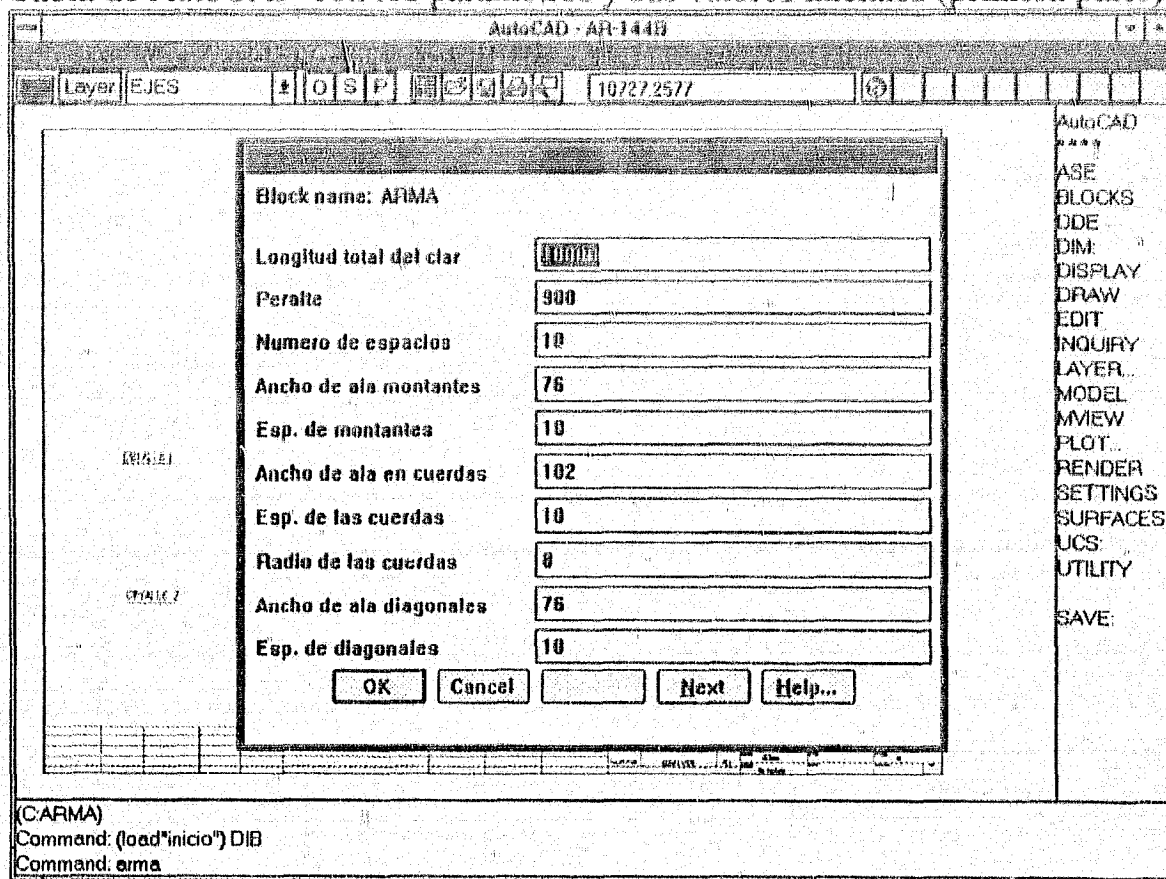 AutoCAD - AR-144B
Layer EJES O S P 10727,2577
Block name: ARMA
Longitud total del clar
Peralte 900
Numero de espacios 10
Ancho de ala montantes 76
Esp. de montantes 10
Ancho de ala en cuerdas 102
Esp. de las cuerdas 10
Radio de las cuerdas 8
Ancho de ala diagonales 76
Esp. de diagonales 10
OK Cancel Next Help...
AutoCAD
* * * *
ASE
BLOCKS
DDE
DIM:
DISPLAY
DRAW
EDIT
INQUIRY
LAYER...
MODEL
MVIEW
PLOT...
RENDER
SETTINGS
SURFACES
UCS:
UTILITY
SAVE:
(C:ARMA)
Command: (load"inicio") DIB
Command: arma